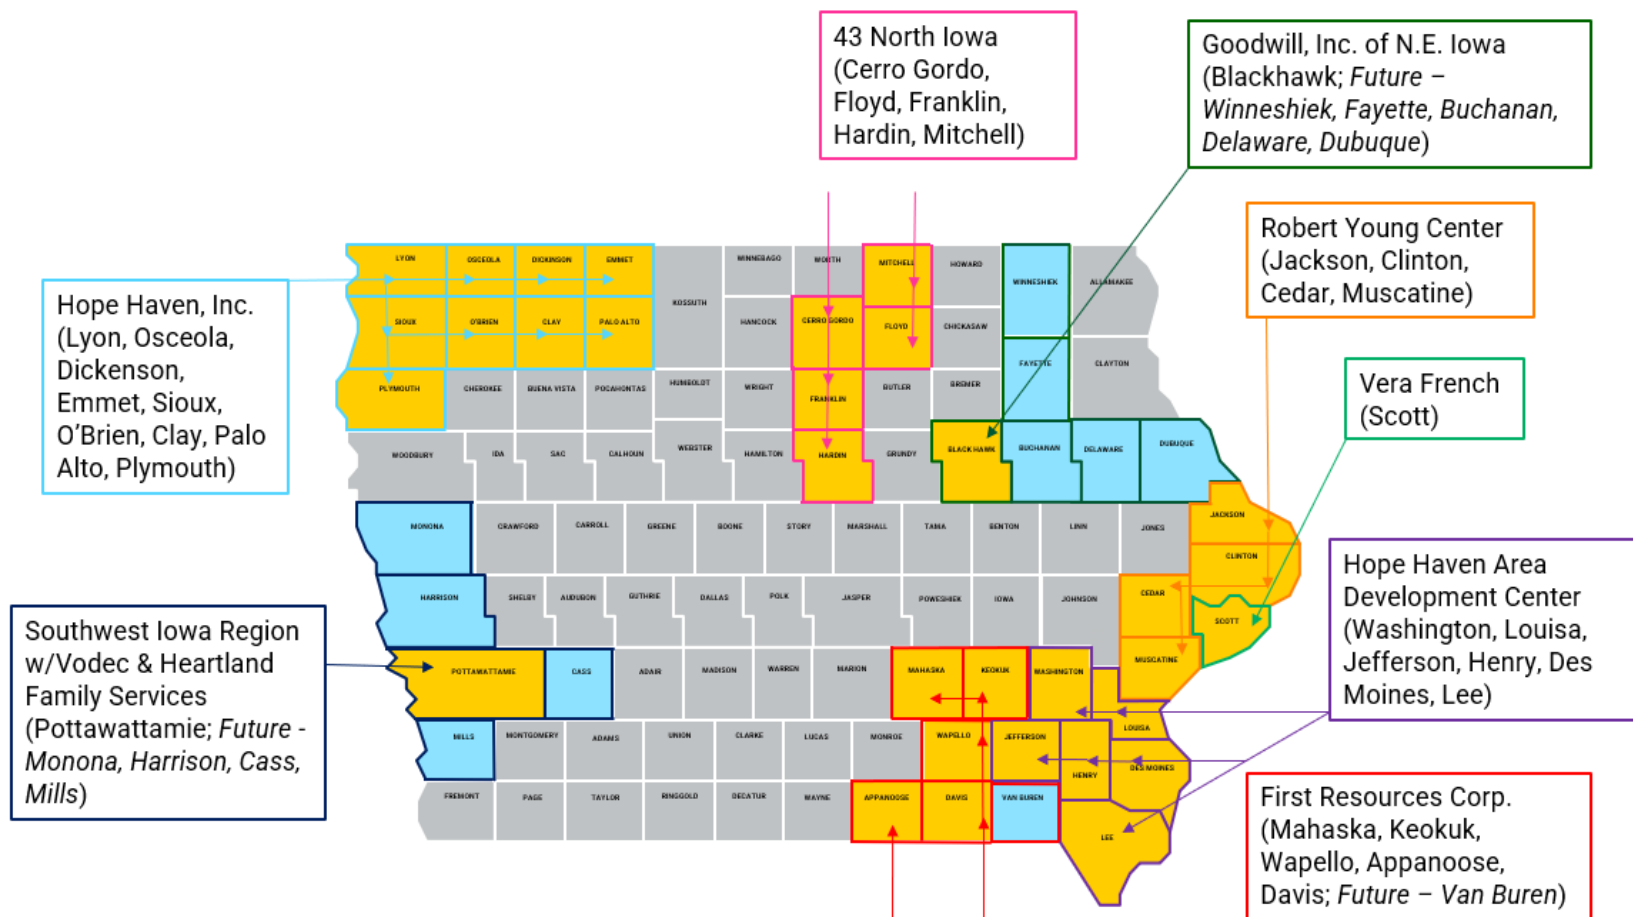 43 North Iowa
(Cerro Gordo,
Floyd, Franklin,
Hardin, Mitchell)
Goodwill, Inc. of N.E. Iowa
(Blackhawk; Future –
Winneshiek, Fayette, Buchanan,
Delaware, Dubuque)
Robert Young Center
(Jackson, Clinton,
Cedar, Muscatine)
Hope Haven, Inc.
(Lyon, Osceola,
Dickenson,
Emmet, Sioux,
O’Brien, Clay, Palo
Alto, Plymouth)
Vera French
(Scott)
Hope Haven Area
Development Center
(Washington, Louisa,
Jefferson, Henry, Des
Moines, Lee)
Southwest Iowa Region
w/Vodec & Heartland
Family Services
(Pottawattamie; Future -
Monona, Harrison, Cass,
Mills)
First Resources Corp.
(Mahaska, Keokuk,
Wapello, Appanoose,
Davis; Future – Van Buren)
LYON OSCEOLA DICKINSON EMMET WINNEBAGO WORTH MITCHELL HOWARD WINNESHIEK ALLAMAKEE
KOSSUTH
SIOUX O'BRIEN CLAY PALO ALTO HANCOCK CERRO GORDO FLOYD CHICKASAW
PLYMOUTH CHEROKEE BUENA VISTA POCAHONTAS HUMBOLDT WRIGHT FRANKLIN BUTLER BREMER FAYETTE CLAYTON
WOODBURY IDA SAC CALHOUN WEBSTER HAMILTON HARDIN GRUNDY BLACK HAWK BUCHANAN DELAWARE DUBUQUE
MONONA CRAWFORD CARROLL GREENE BOONE STORY MARSHALL TAMA BENTON LINN JONES JACKSON
CLINTON
HARRISON SHELBY AUDUBON GUTHRIE DALLAS POLK JASPER POWESHIEK IOWA JOHNSON CEDAR
SCOTT
POTTAWATTAMIE CASS ADAIR MADISON WARREN MARION MAHASKA KEOKUK WASHINGTON MUSCATINE
LOUISA
MILLS MONTGOMERY ADAMS UNION CLARKE LUCAS MONROE WAPELLO JEFFERSON HENRY DES MOINES
FREMONT PAGE TAYLOR RINGGOLD DECATUR WAYNE APPANOOSE DAVIS VAN BUREN
LEE